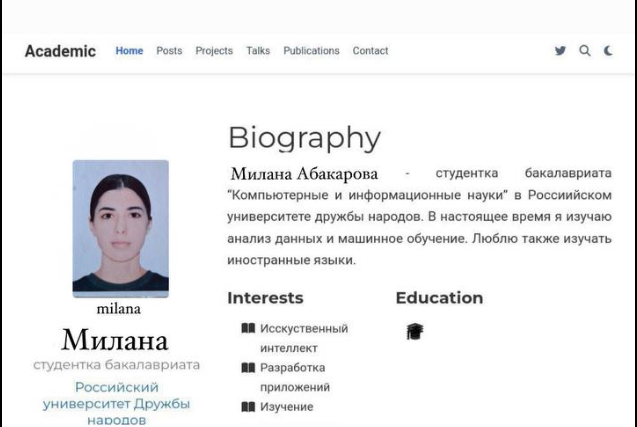 Academic Home Posts Projects Talks Publications Contact
Biography
Милана Абакарова - студентка бакалавриата
“Компьютерные и информационные науки” в Россиийском
университете дружбы народов. В настоящее время я изучаю
анализ данных и машинное обучение. Люблю также изучать
иностранные языки.
milana
Милана
студентка бакалавриата
Российский
университет Дружбы
народов
Interests
Исскуственный
интеллект
Разработка
приложений
Изучение
Education